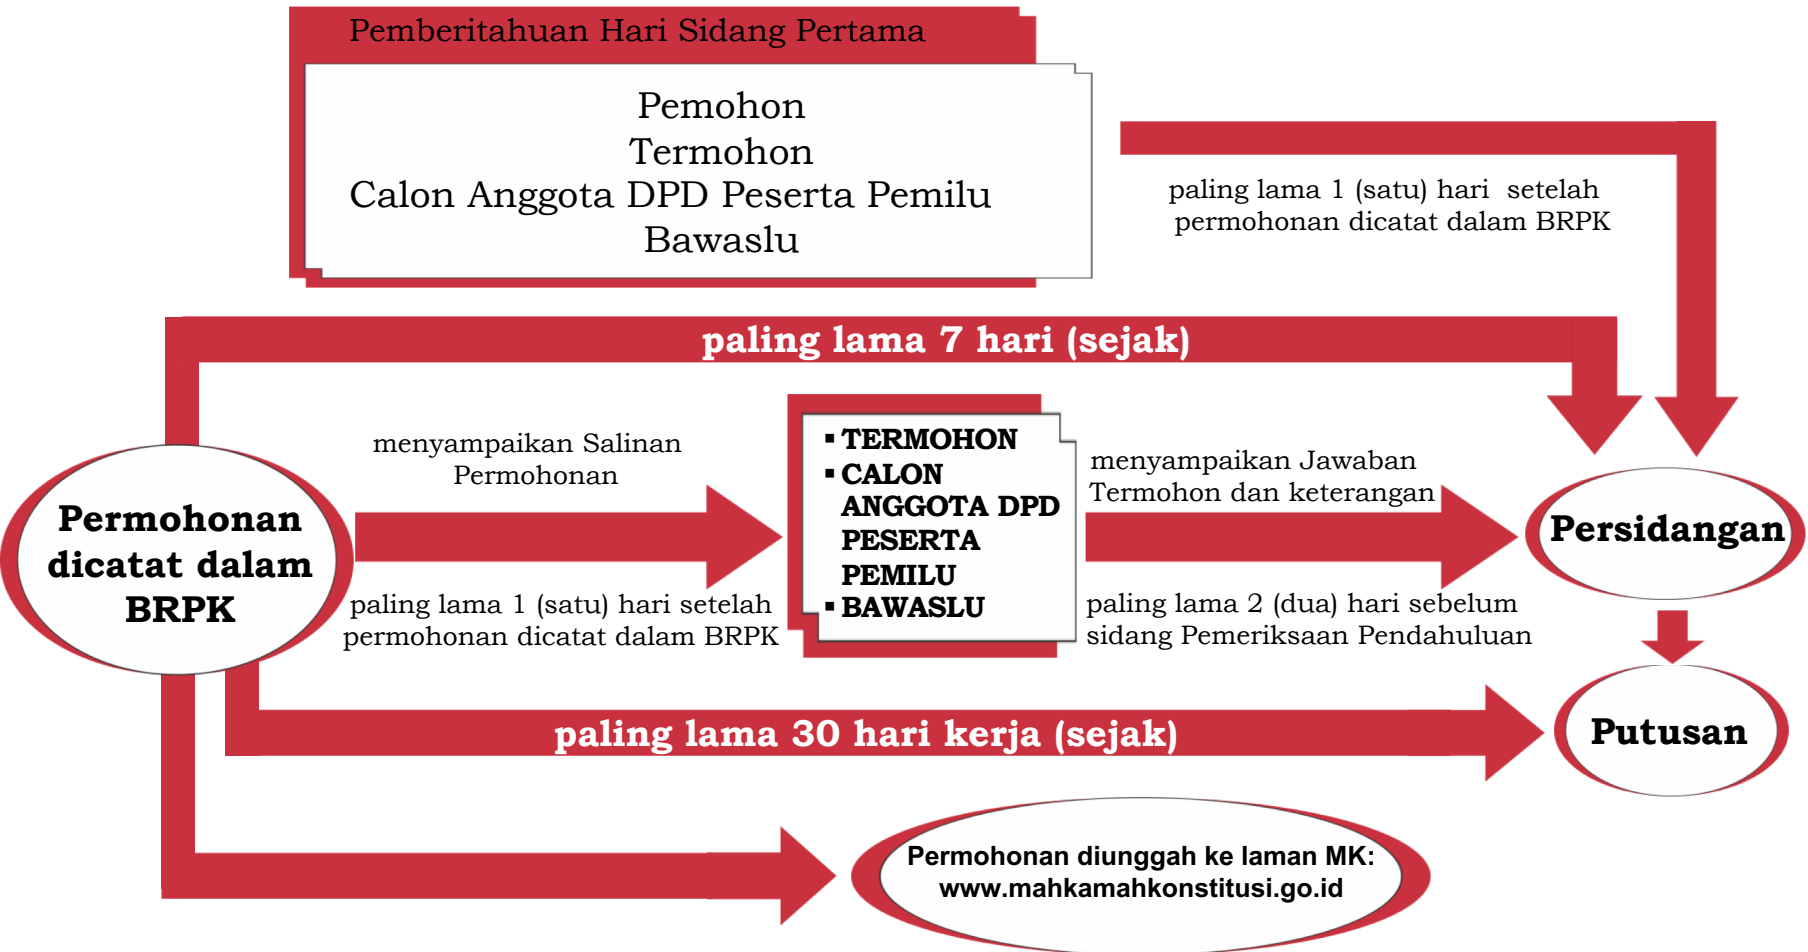 Pemberitahuan Hari Sidang Pertama
Pemohon
Termohon
Calon Anggota DPD Peserta Pemilu
Bawaslu
paling lama 1 (satu) hari setelah
permohonan dicatat dalam BRPK
paling lama 7 hari (sejak)
Permohonan
dicatat dalam
BRPK
menyampaikan Salinan
Permohonan
paling lama 1 (satu) hari setelah
permohonan dicatat dalam BRPK
▪ TERMOHON
▪ CALON
ANGGOTA DPD
PESERTA
PEMILU
▪ BAWASLU
menyampaikan Jawaban
Termohon dan keterangan
paling lama 2 (dua) hari sebelum
sidang Pemeriksaan Pendahuluan
Persidangan
paling lama 30 hari kerja (sejak)
Putusan
Permohonan diunggah ke laman MK:
www.mahkamahkonstitusi.go.id